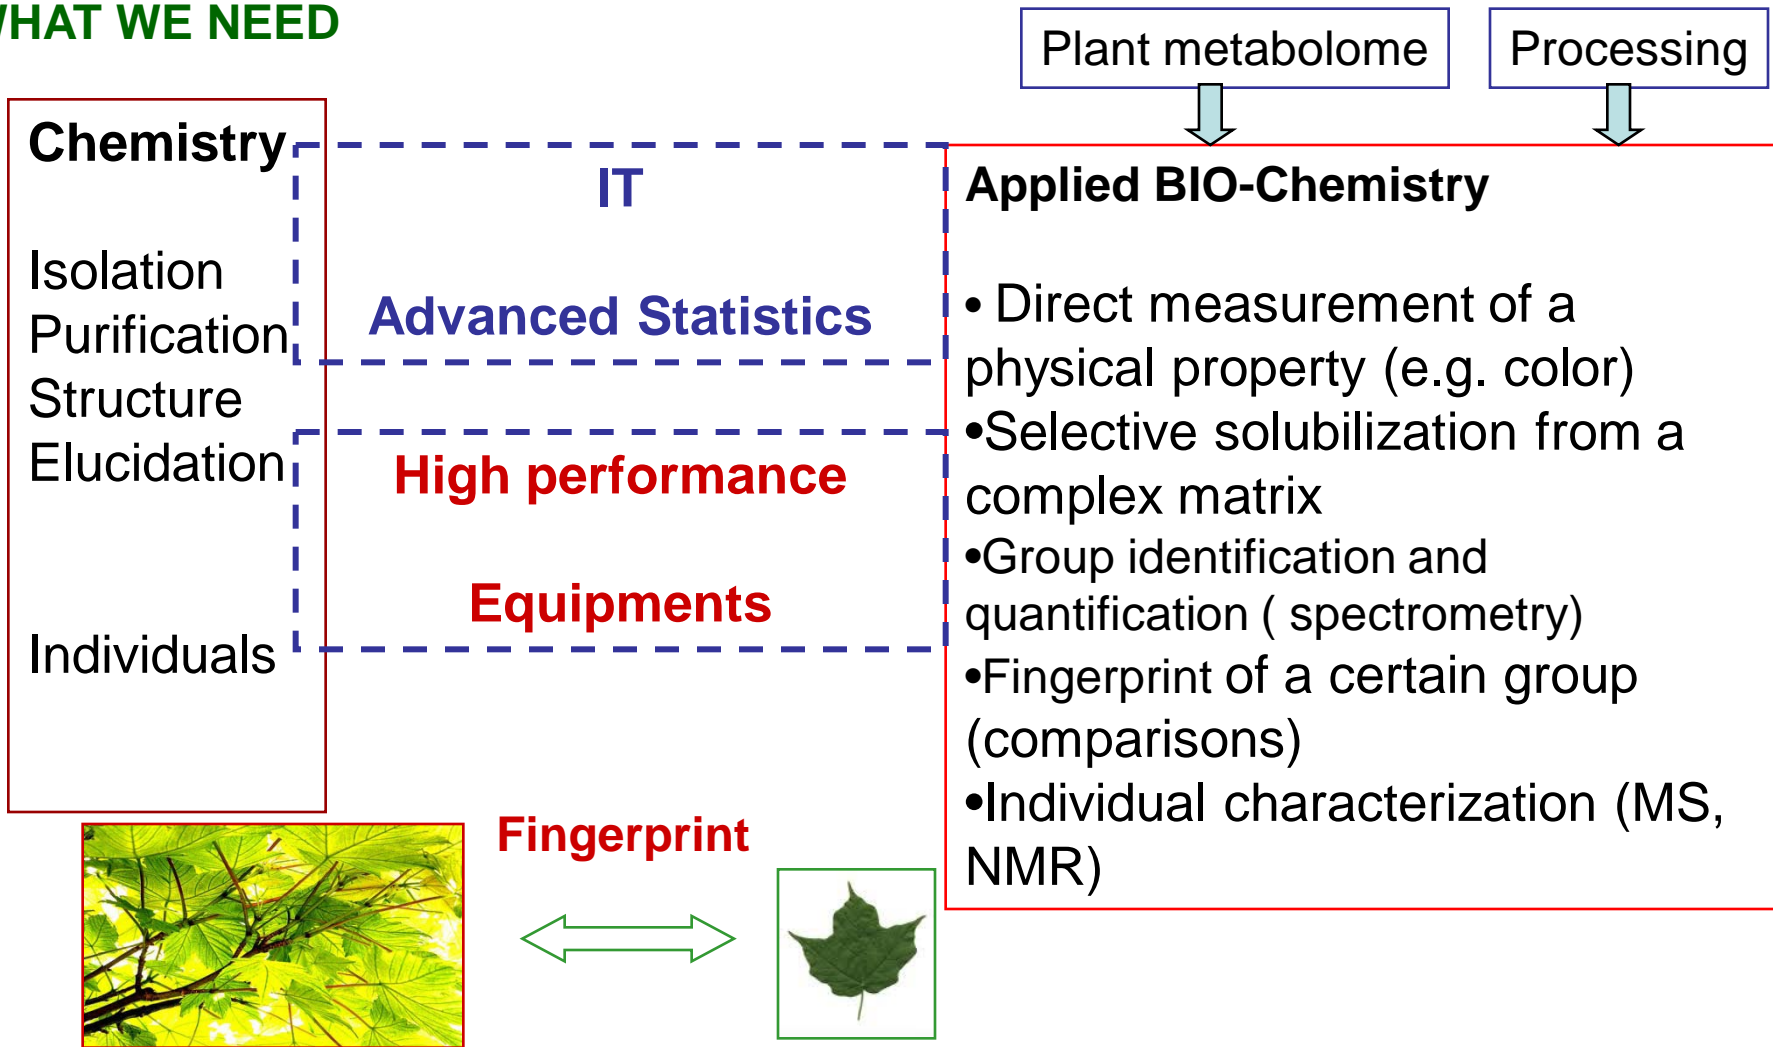 WHAT WE NEED
Plant metabolome
Processing
Chemistry
Isolation
Purification
Structure
Elucidation
Individuals
IT
Advanced Statistics
High performance
Equipments
Fingerprint
Applied BIO-Chemistry
• Direct measurement of a
physical property (e.g. color)
•Selective solubilization from a
complex matrix
•Group identification and
quantification ( spectrometry)
•Fingerprint of a certain group
(comparisons)
•Individual characterization (MS,
NMR)